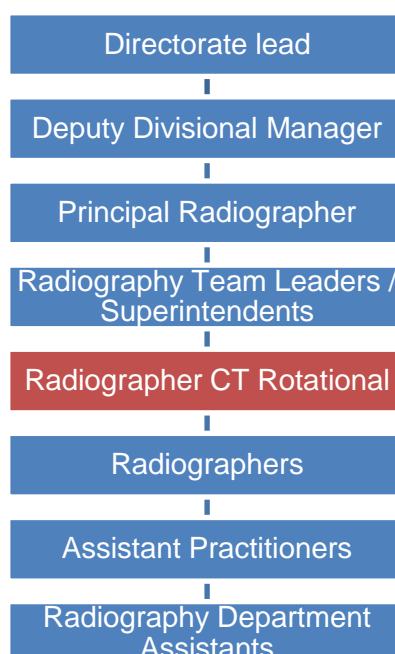 Directorate lead
Deputy Divisional Manager
Principal Radiographer
Radiography Team Leaders /
Superintendents
Radiographer CT Rotational
Radiographers
Assistant Practitioners
Radiography Department
Assistants